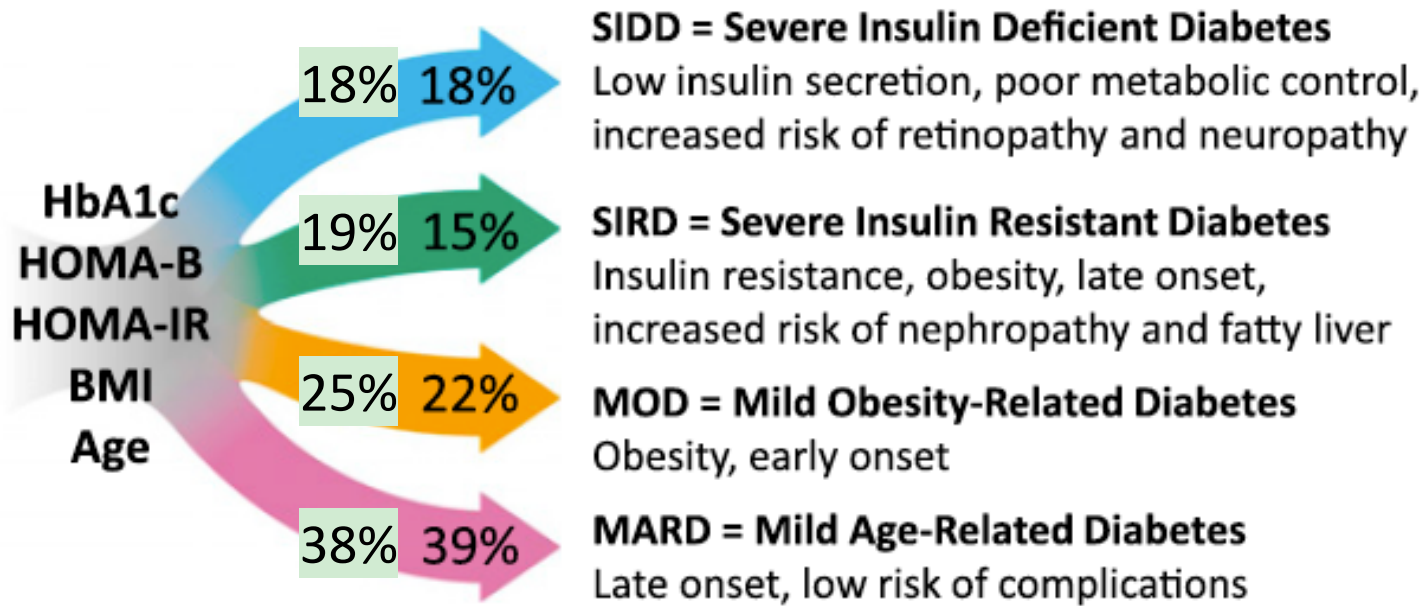 HbA1c
HOMA-B
HOMA-IR
BMI
Age
18% 18%
SIDD = Severe Insulin Deficient Diabetes
Low insulin secretion, poor metabolic control,
increased risk of retinopathy and neuropathy
19% 15%
SIRD = Severe Insulin Resistant Diabetes
Insulin resistance, obesity, late onset,
increased risk of nephropathy and fatty liver
25% 22%
MOD = Mild Obesity-Related Diabetes
Obesity, early onset
38% 39%
MARD = Mild Age-Related Diabetes
Late onset, low risk of complications